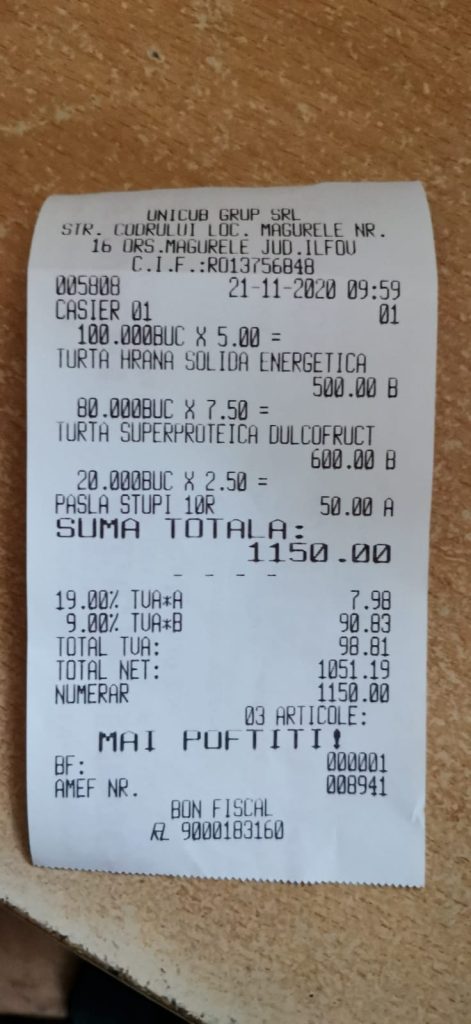 UNICUB GRUP SRL
STR. CODRULUI LOC. MAGURELE NR.
16 ORS.MAGURELE JUD.ILFOV
C.I.F.:RO13756848
005808 21-11-2020 09:59
CASIER 01 01
100.000BUC X 5.00 =
TURTA HRANA SOLIDA ENERGETICA
500.00 B
80.000BUC X 7.50 =
TURTA SUPERPROTEICA DULCOFRUCT
600.00 B
20.000BUC X 2.50 =
PASLA STUPI 10R 50.00 A
SUMA TOTALA:
1150.00
- - - -
19.00% TVA*A 7.98
9.00% TVA*B 90.83
TOTAL TVA: 98.81
TOTAL NET: 1051.19
NUMERAR 1150.00
03 ARTICOLE:
MAI POFTITI!
BF: 000001
AMEF NR. 008941
BON FISCAL
9000183160